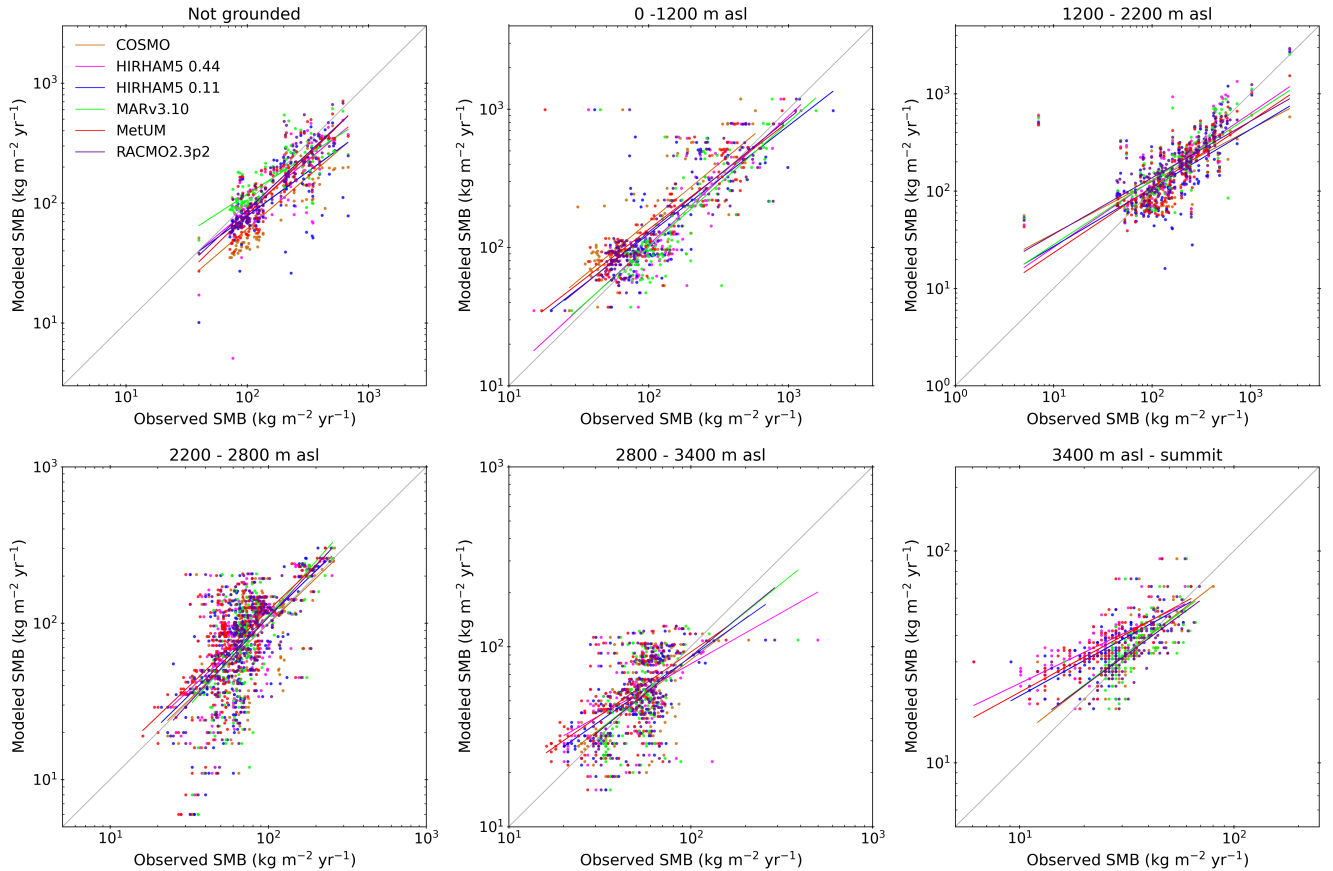 Not grounded
0 -1200 m asl
1200 - 2200 m asl
COSMO
HIRHAM5 0.44
HIRHAM5 0.11
MARv3.10
MetUM
RACMO2.3p2
Modeled SMB (kg m⁻² yr⁻¹)
10³
10²
10¹
10¹
10²
10³
Observed SMB (kg m⁻² yr⁻¹)
Modeled SMB (kg m⁻² yr⁻¹)
10³
10²
10¹
10¹
10²
10³
Observed SMB (kg m⁻² yr⁻¹)
Modeled SMB (kg m⁻² yr⁻¹)
10³
10²
10¹
10⁰
10⁰
10¹
10²
10³
Observed SMB (kg m⁻² yr⁻¹)
2200 - 2800 m asl
2800 - 3400 m asl
3400 m asl - summit
Modeled SMB (kg m⁻² yr⁻¹)
10³
10²
10¹
10¹
10²
10³
Observed SMB (kg m⁻² yr⁻¹)
Modeled SMB (kg m⁻² yr⁻¹)
10³
10²
10¹
10¹
10²
10³
Observed SMB (kg m⁻² yr⁻¹)
Modeled SMB (kg m⁻² yr⁻¹)
10²
10¹
10¹
10²
Observed SMB (kg m⁻² yr⁻¹)